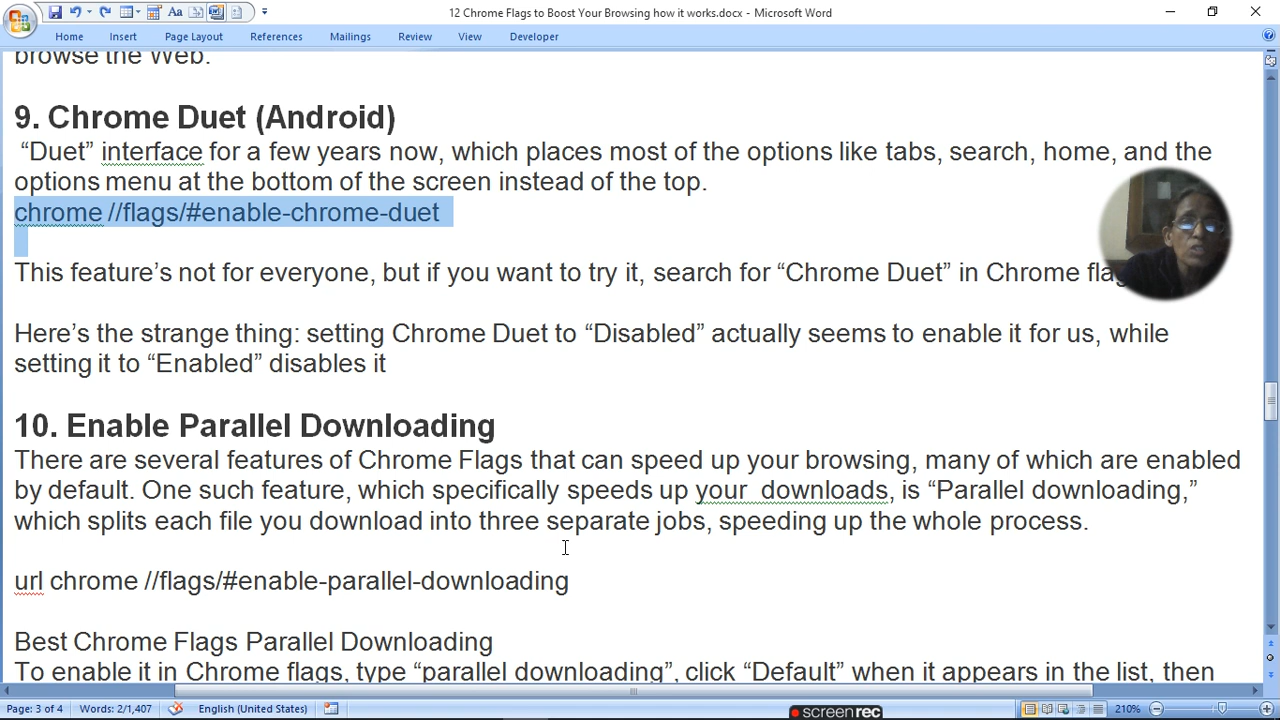 12 Chrome Flags to Boost Your Browsing how it works.docx - Microsoft Word
Home Insert Page Layout References Mailings Review View Developer
browse the Web.
9. Chrome Duet (Android)
“Duet” interface for a few years now, which places most of the options like tabs, search, home, and the
options menu at the bottom of the screen instead of the top.
chrome //flags/#enable-chrome-duet
This feature’s not for everyone, but if you want to try it, search for “Chrome Duet” in Chrome
Here’s the strange thing: setting Chrome Duet to “Disabled” actually seems to enable it for us, while
setting it to “Enabled” disables it
10. Enable Parallel Downloading
There are several features of Chrome Flags that can speed up your browsing, many of which are enabled
by default. One such feature, which specifically speeds up your  downloads, is “Parallel downloading,”
which splits each file you download into three separate jobs, speeding up the whole process.
url chrome //flags/#enable-parallel-downloading
Best Chrome Flags Parallel Downloading
To enable it in Chrome flags, type “parallel downloading”, click “Default” when it appears in the list, then
Page: 3 of 4 Words: 2/1,407 English (United States) screenrec 210%